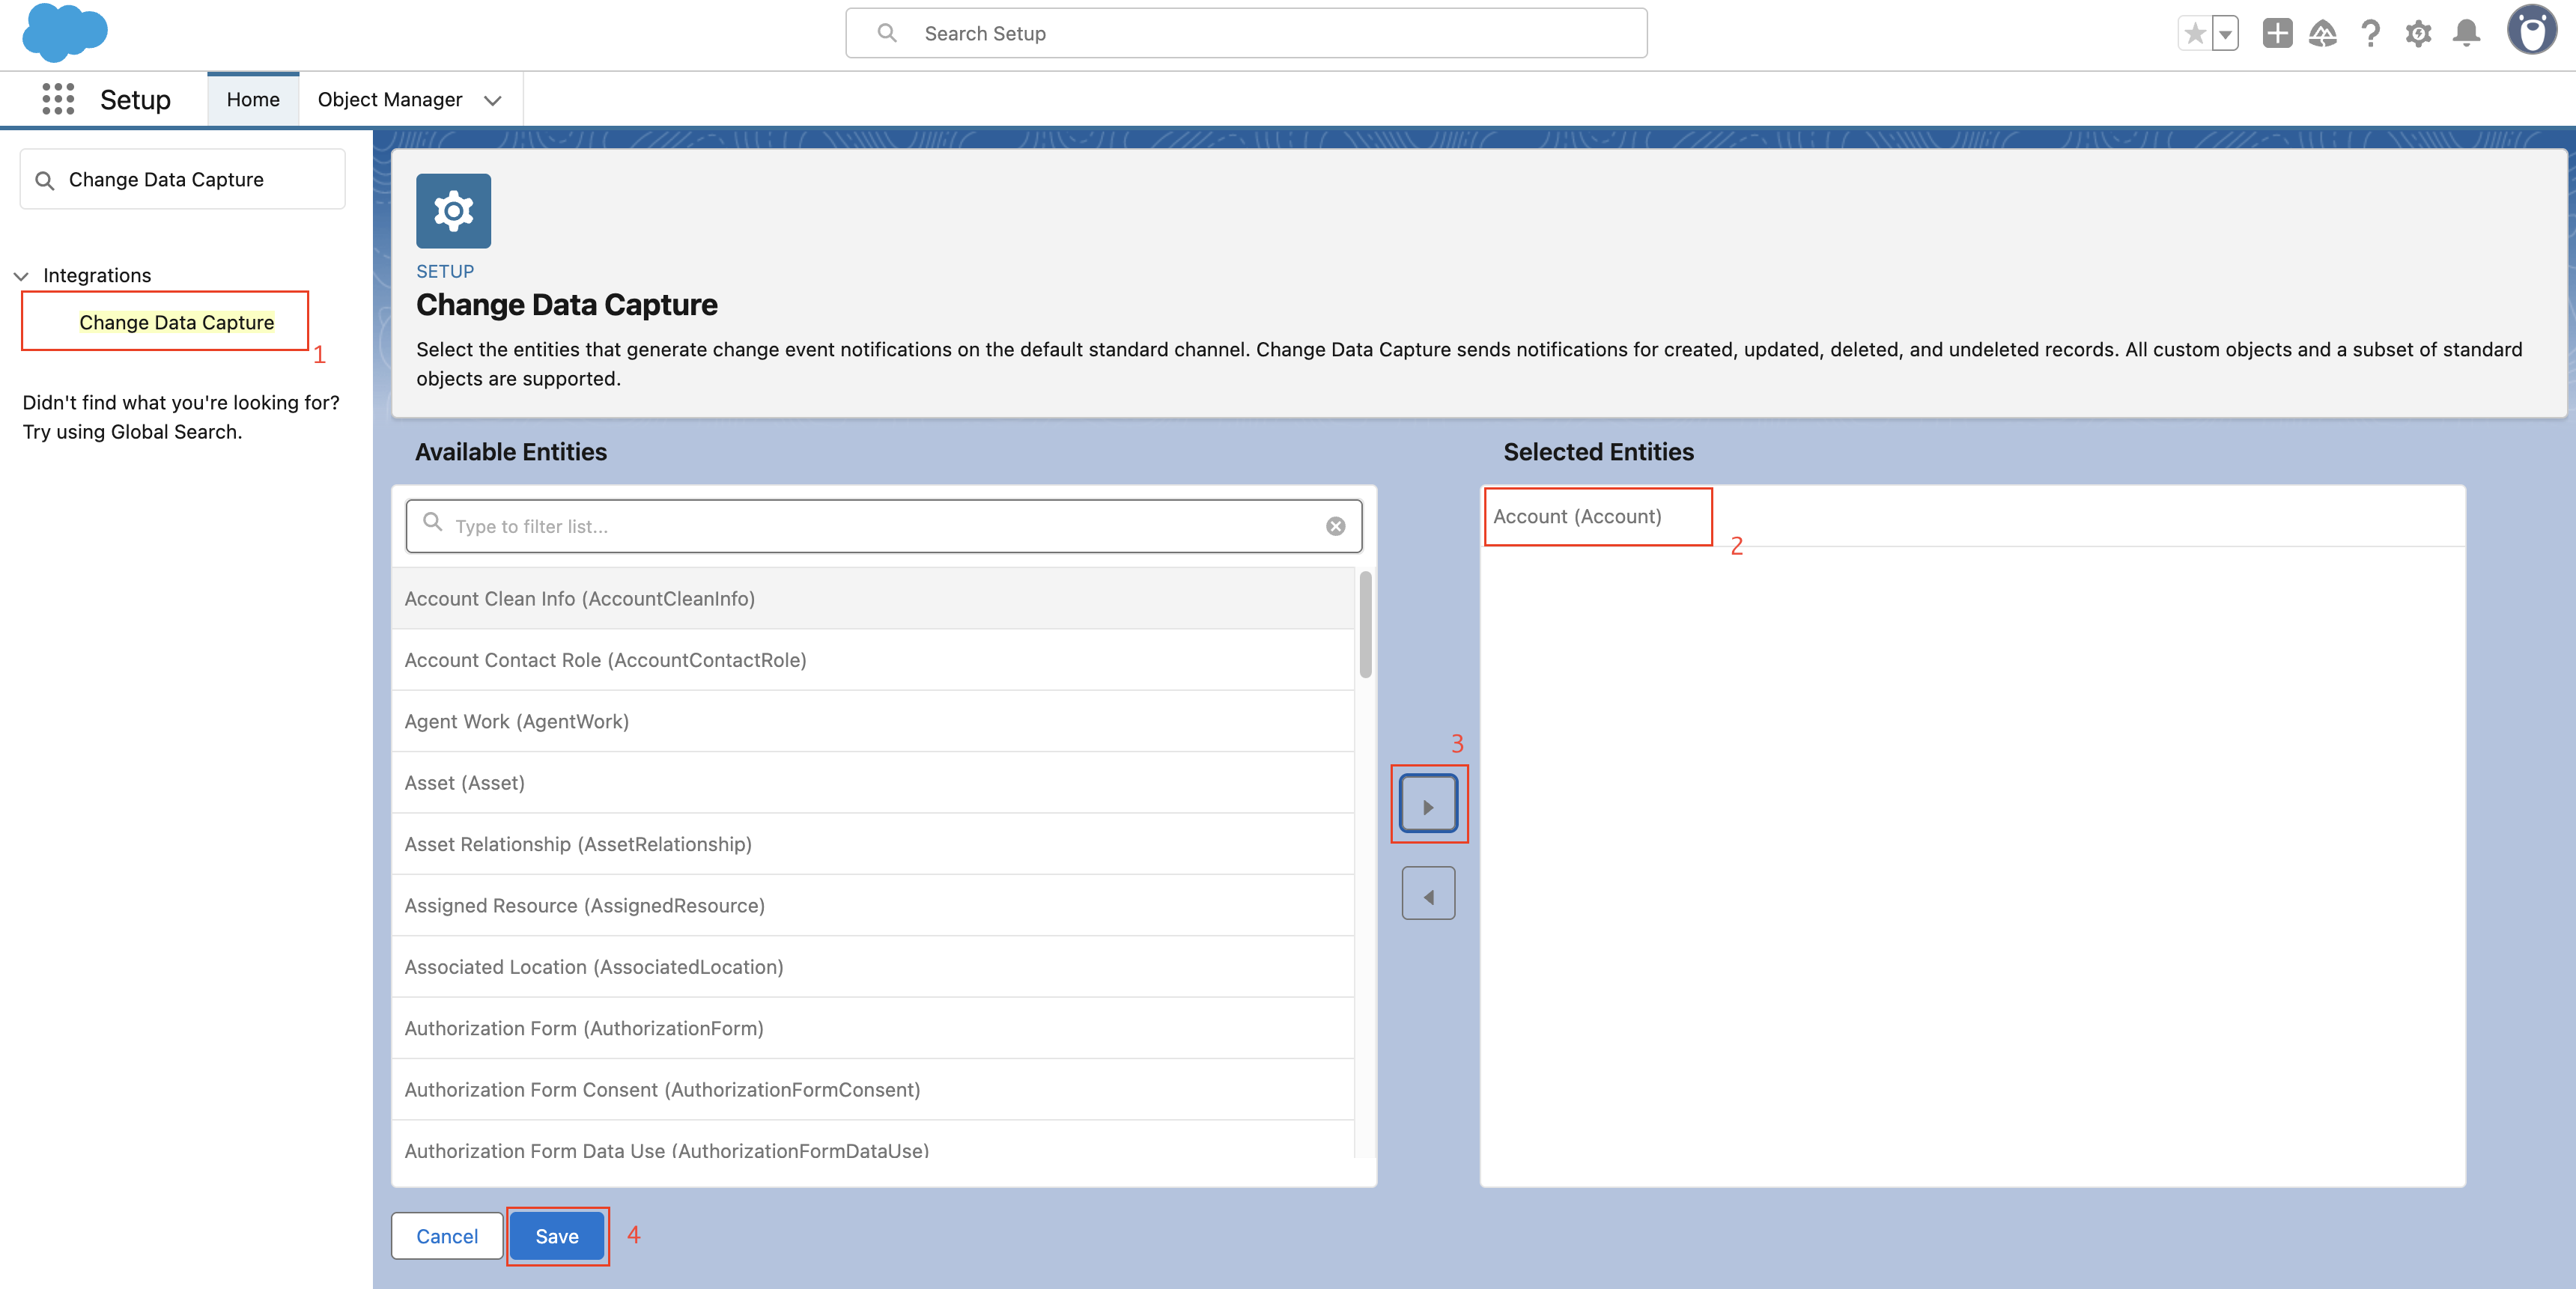 Search Setup
Setup
Home
Object Manager
Change Data Capture
Integrations
Change Data Capture
1
Didn't find what you're looking for?
Try using Global Search.
SETUP
Change Data Capture
Select the entities that generate change event notifications on the default standard channel. Change Data Capture sends notifications for created, updated, deleted, and undeleted records. All custom objects and a subset of standard
objects are supported.
Available Entities
Type to filter list...
Account Clean Info (AccountCleanInfo)
Account Contact Role (AccountContactRole)
Agent Work (AgentWork)
Asset (Asset)
Asset Relationship (AssetRelationship)
Assigned Resource (AssignedResource)
Associated Location (AssociatedLocation)
Authorization Form (AuthorizationForm)
Authorization Form Consent (AuthorizationFormConsent)
Authorization Form Data Use (AuthorizationFormDataUse)
3
Selected Entities
Account (Account)
2
Cancel
Save
4